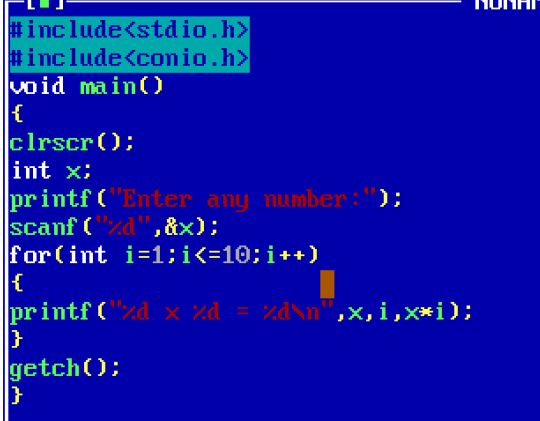 #include<stdio.h>
#include<conio.h>
void main()
{
clrscr();
int x;
printf("Enter any number:");
scanf("%d",&x);
for(int i=1;i<=10;i++)
{
printf("%d x %d = %d\n",x,i,x*i);
}
getch();
}